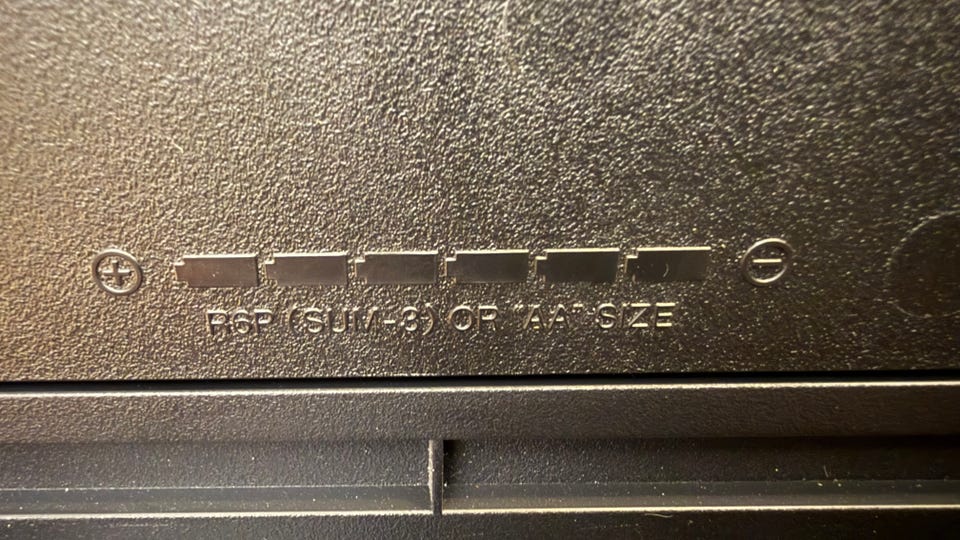 R6P (SUM-3) OR "AA" SIZE